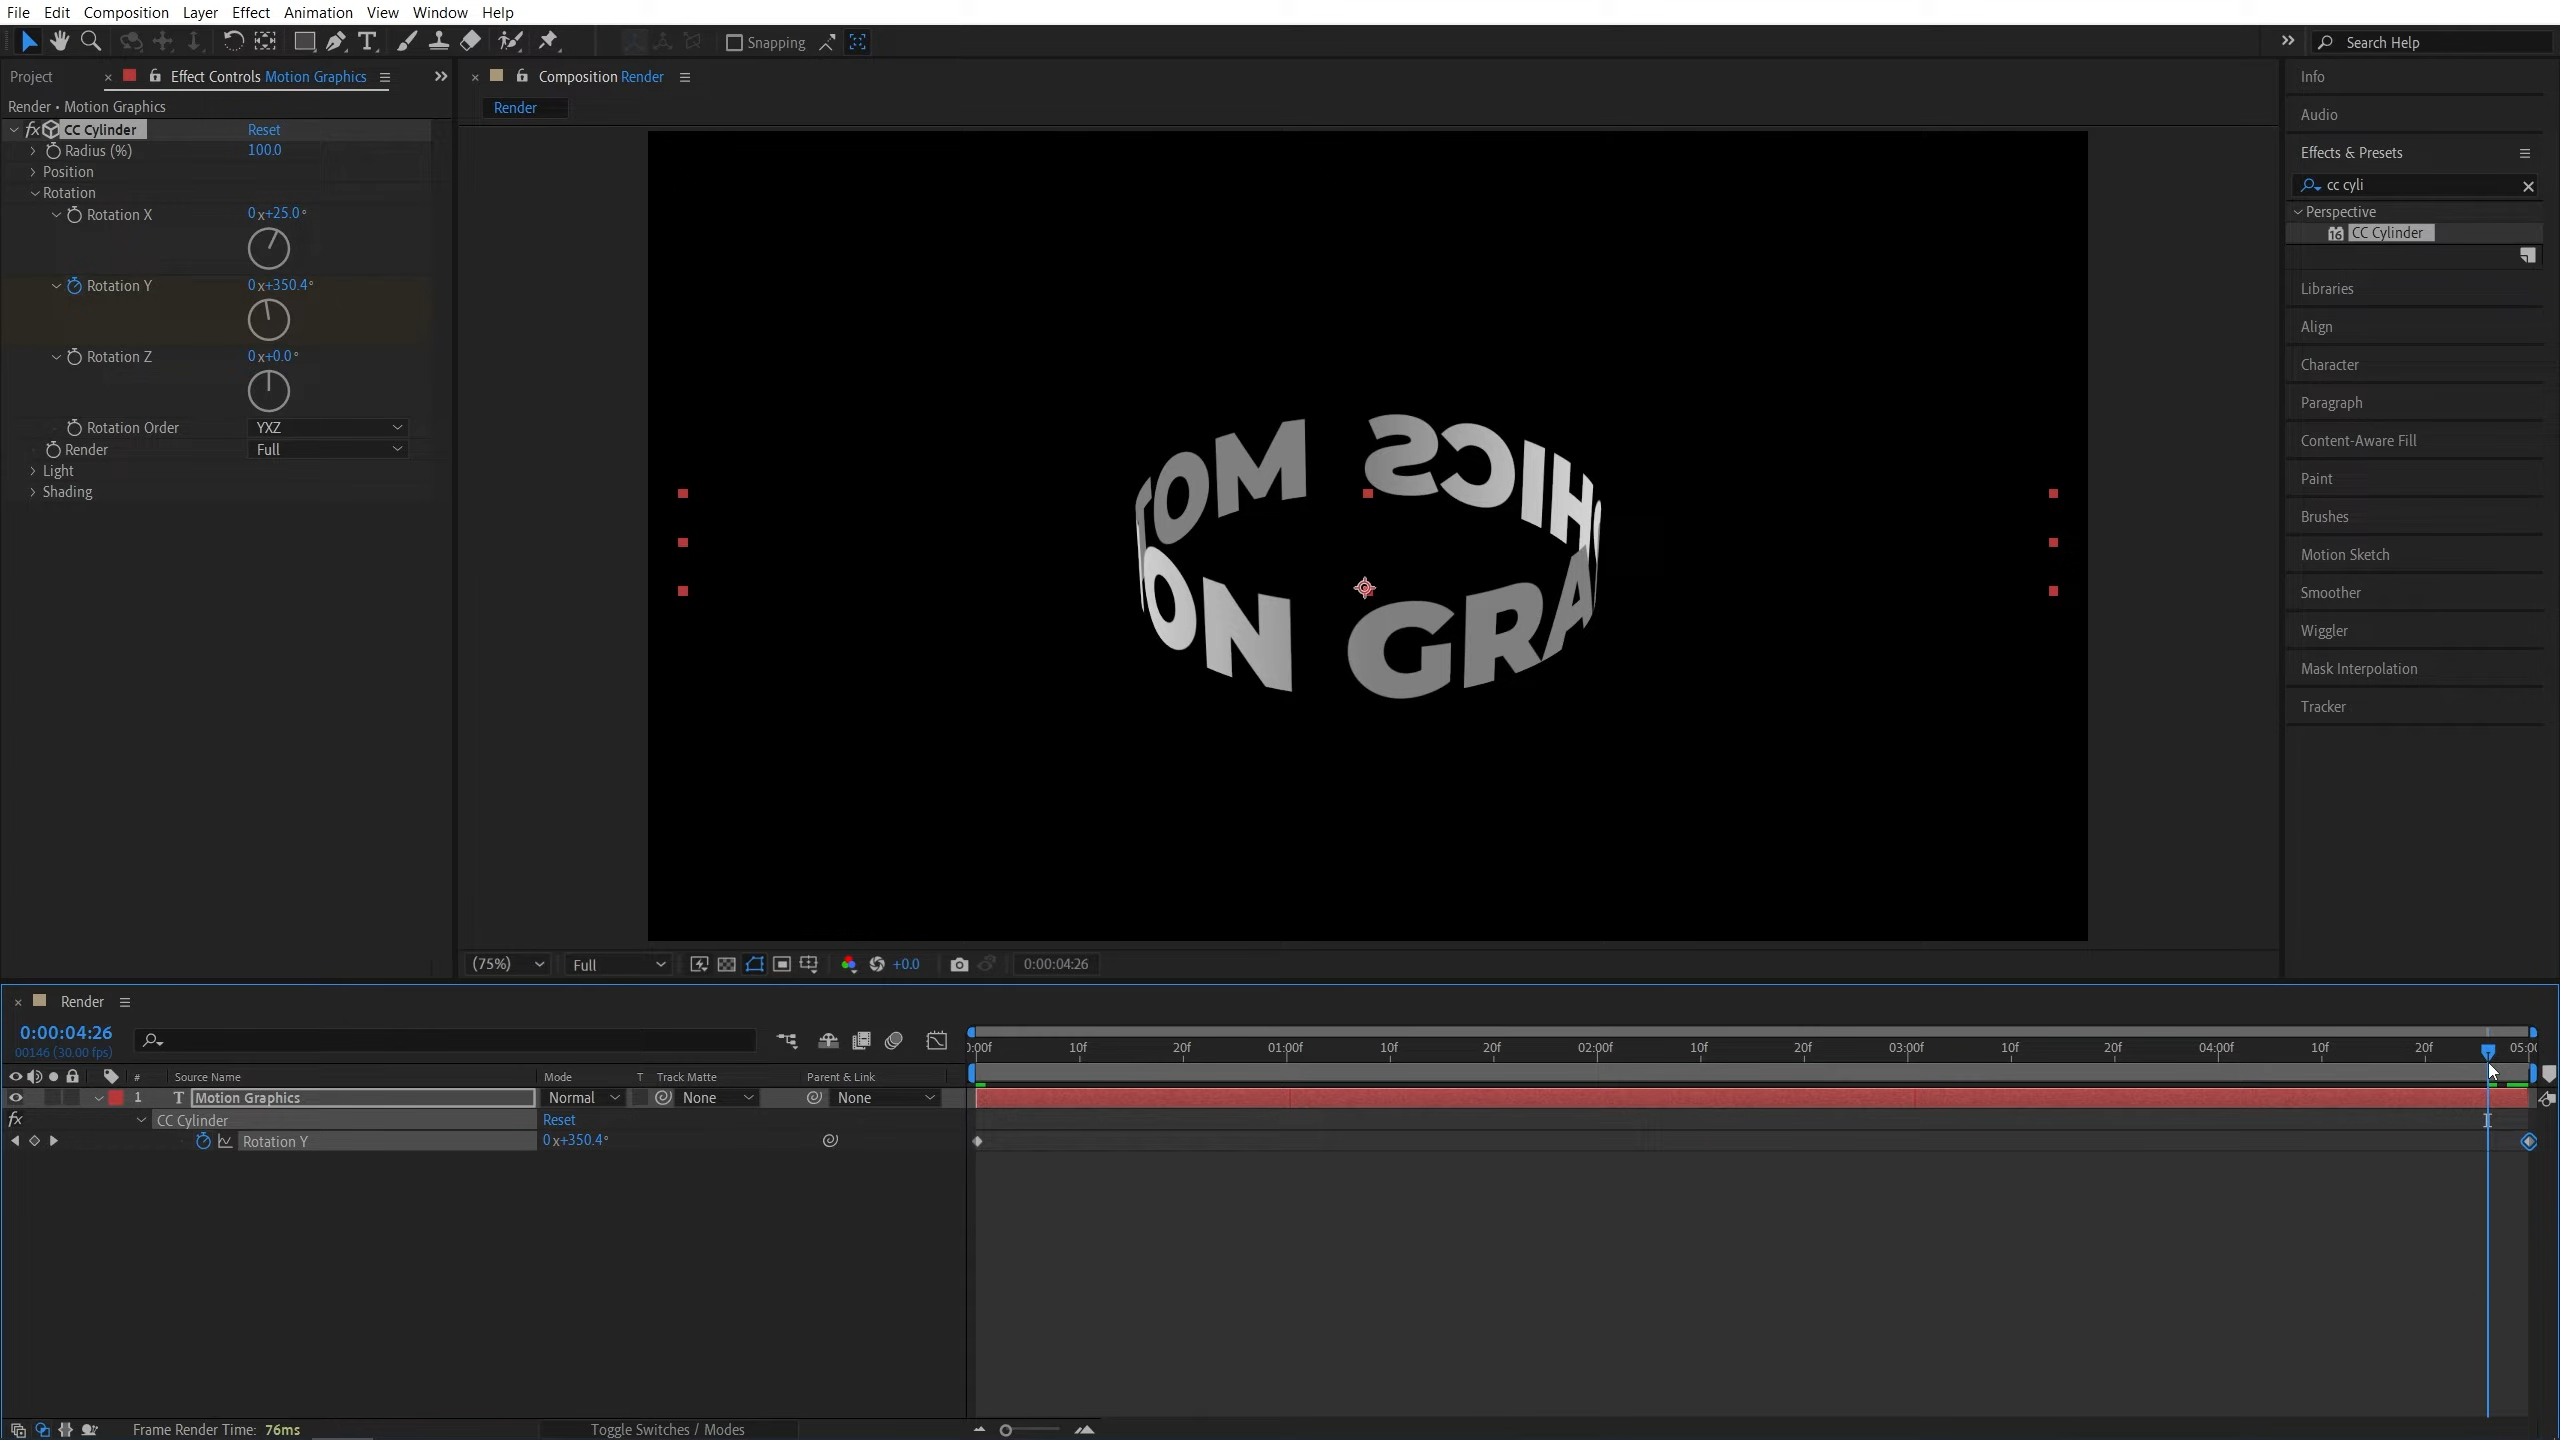 File Edit Composition Layer Effect Animation View Window Help
Snapping
Search Help
Project
Effect Controls Motion Graphics
Composition Render
Render
Render • Motion Graphics
fx CC Cylinder Reset
Radius (%) 100.0
Position
Rotation
Rotation X 0x+25.0°
Rotation Y 0x+350.4°
Rotation Z 0x+0.0°
Rotation Order YXZ
Render Full
Light
Shading
MOT
HICS
ON GRA
(75%) Full +0.0 0:00:04:26
Info
Audio
Effects & Presets
cc cyli
Perspective
16 CC Cylinder
Libraries
Align
Character
Paragraph
Content-Aware Fill
Paint
Brushes
Motion Sketch
Smoother
Wiggler
Mask Interpolation
Tracker
Render
0:00:04:26
00146 (30.00 fps)
):00f 10f 20f 01:00f 10f 20f 02:00f 10f 20f 03:00f 10f 20f 04:00f 10f 20f 05:0
# Source Name Mode T Track Matte Parent & Link
1 T Motion Graphics Normal None None
fx CC Cylinder Reset
Rotation Y 0x+350.4°
Frame Render Time: 76ms
Toggle Switches / Modes